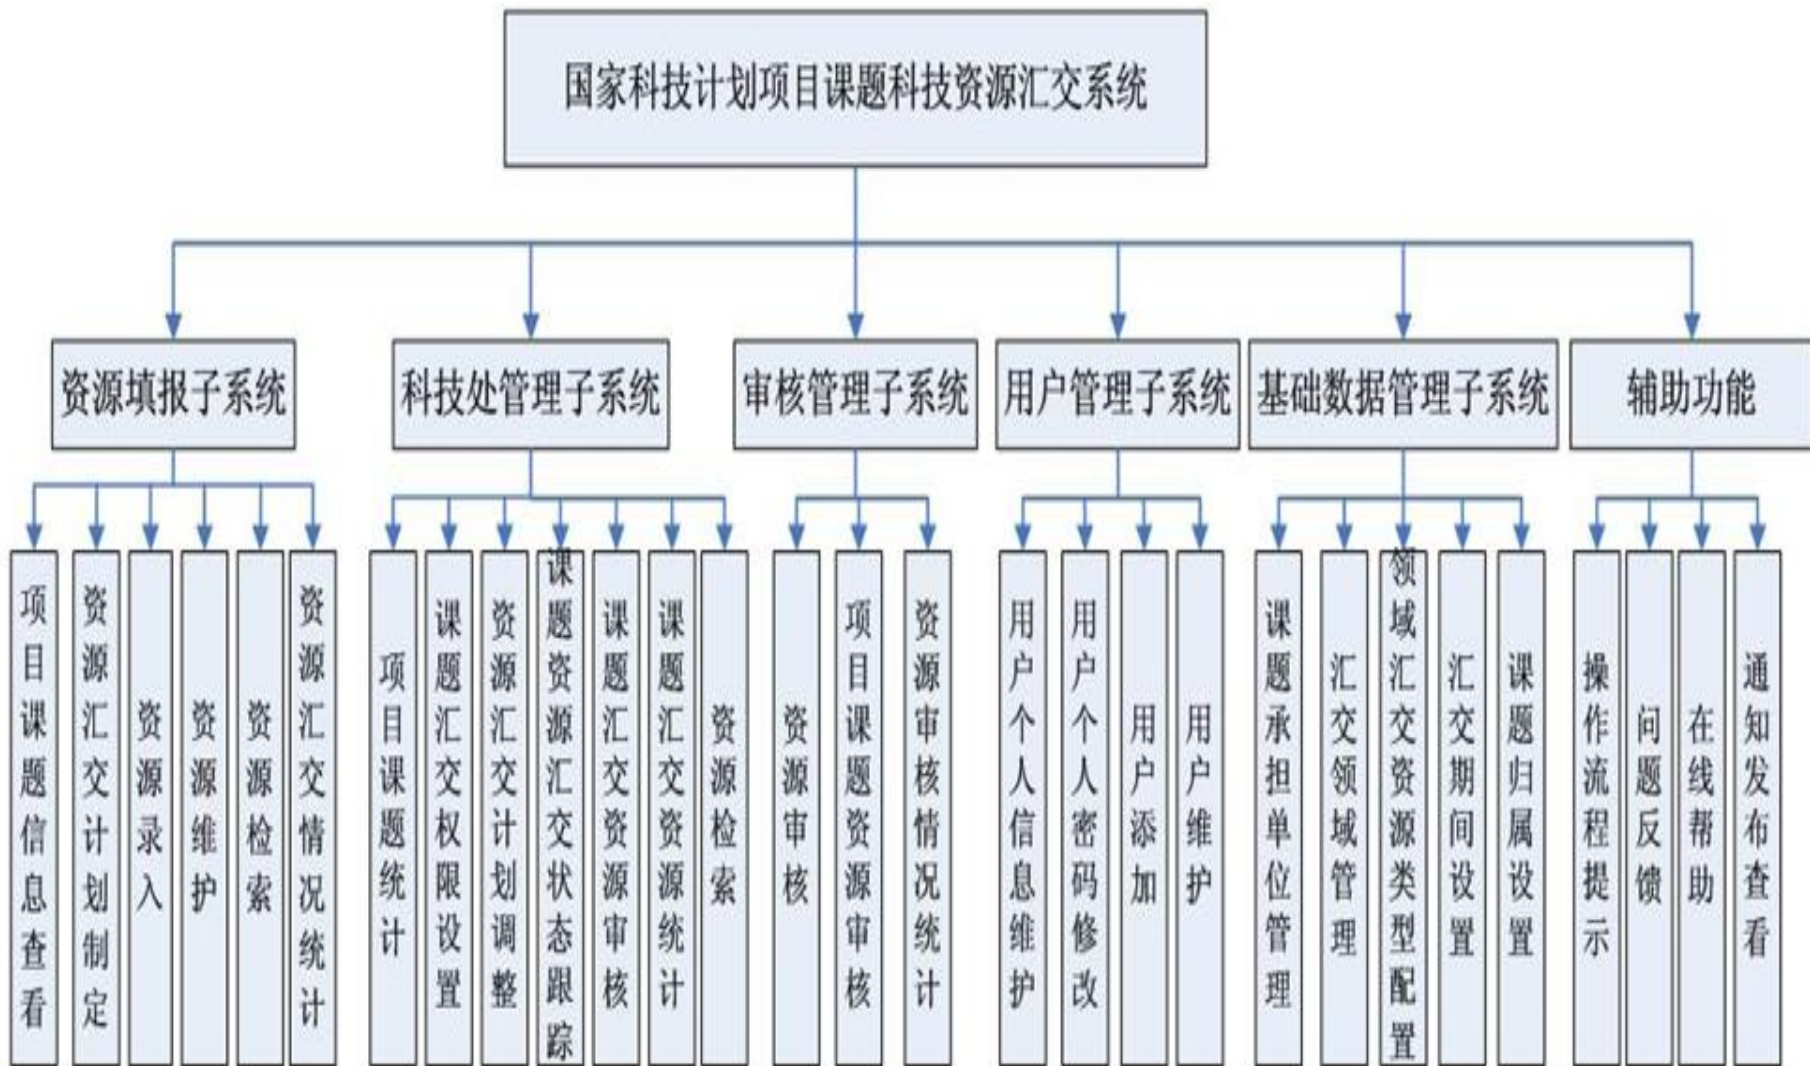 国家科技计划项目课题科技资源汇交系统
资源填报子系统
科技处管理子系统
审核管理子系统
用户管理子系统
基础数据管理子系统
辅助功能
项目课题信息查看
资源汇交计划制定
资源录入
资源维护
资源检索
资源汇交情况统计
项目课题统计
课题汇交权限设置
资源汇交计划调整
课题资源汇交状态跟踪
课题汇交资源审核
课题汇交资源统计
资源检索
资源审核
项目课题资源审核
资源审核情况统计
用户个人信息维护
用户个人密码修改
用户添加
用户维护
课题承担单位管理
汇交领域管理
领域汇交资源类型配置
汇交期间设置
课题归属设置
操作流程提示
问题反馈
在线帮助
通知发布查看